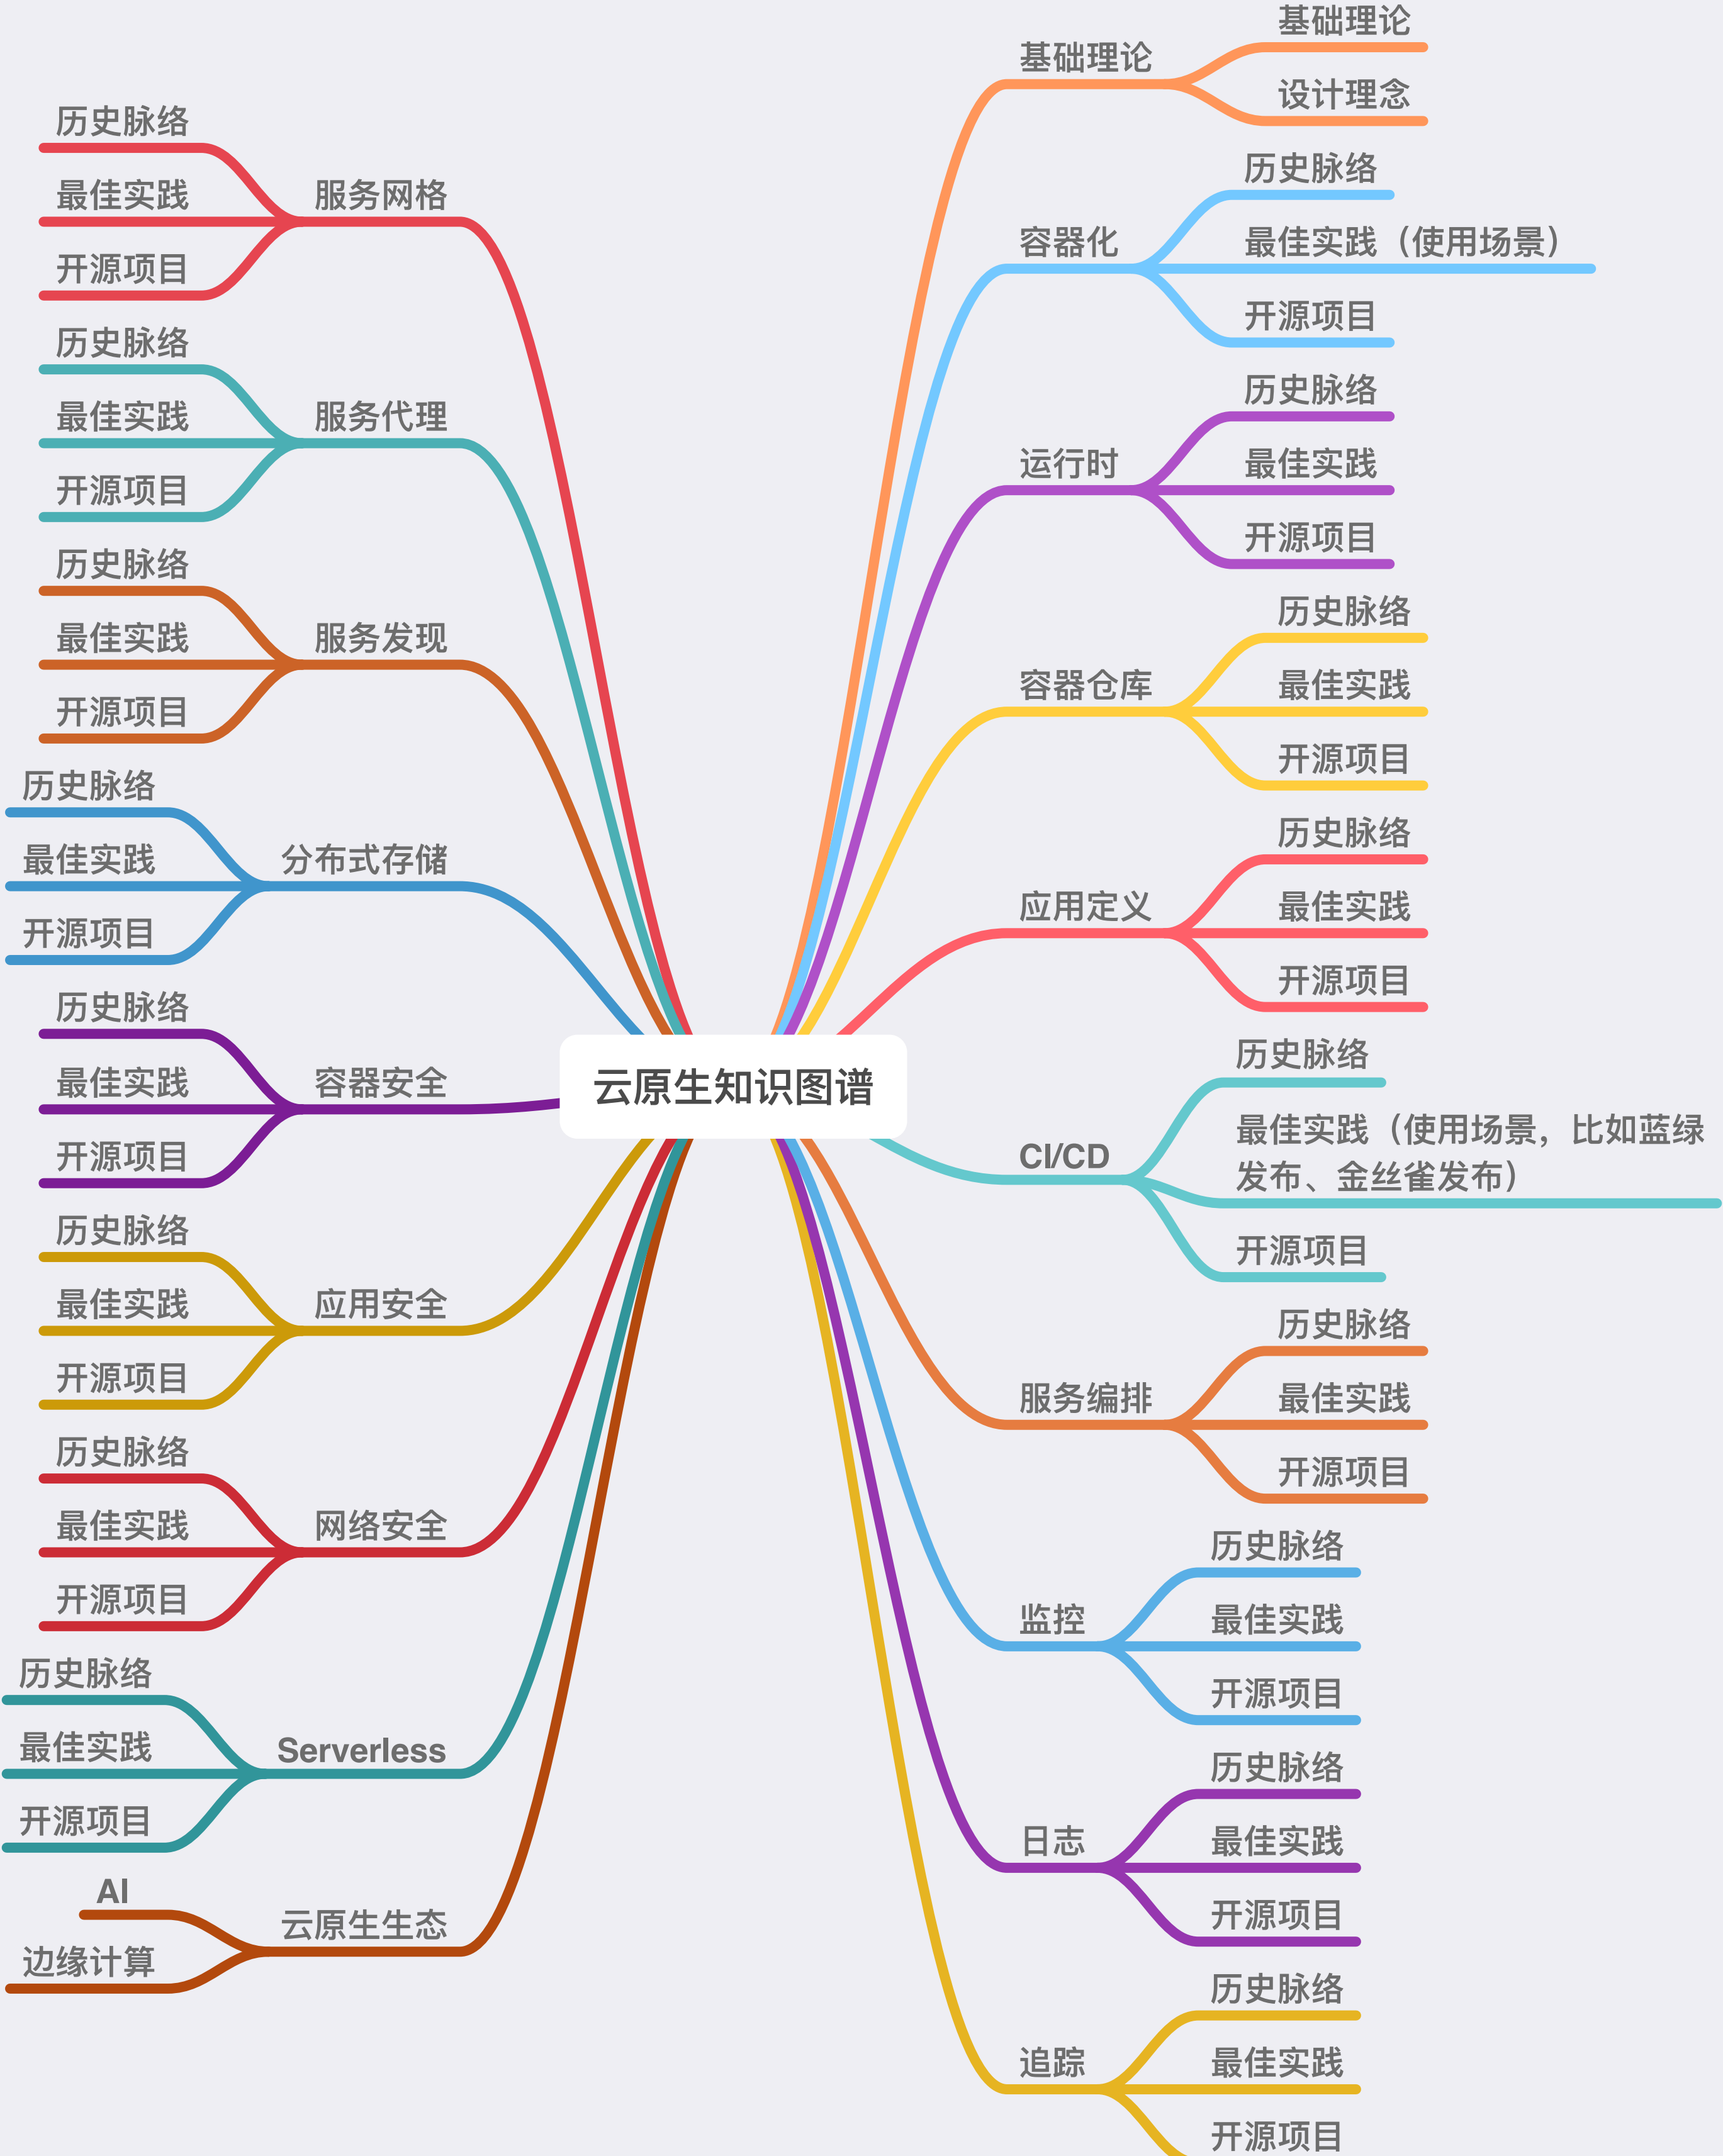 云原生知识图谱
基础理论
基础理论
设计理念
容器化
历史脉络
最佳实践（使用场景）
开源项目
运行时
历史脉络
最佳实践
开源项目
容器仓库
历史脉络
最佳实践
开源项目
应用定义
历史脉络
最佳实践
开源项目
CI/CD
历史脉络
最佳实践（使用场景，比如蓝绿
发布、金丝雀发布）
开源项目
服务编排
历史脉络
最佳实践
开源项目
监控
历史脉络
最佳实践
开源项目
日志
历史脉络
最佳实践
开源项目
追踪
历史脉络
最佳实践
开源项目
服务网格
历史脉络
最佳实践
开源项目
服务代理
历史脉络
最佳实践
开源项目
服务发现
历史脉络
最佳实践
开源项目
分布式存储
历史脉络
最佳实践
开源项目
容器安全
历史脉络
最佳实践
开源项目
应用安全
历史脉络
最佳实践
开源项目
网络安全
历史脉络
最佳实践
开源项目
Serverless
历史脉络
最佳实践
开源项目
云原生生态
AI
边缘计算